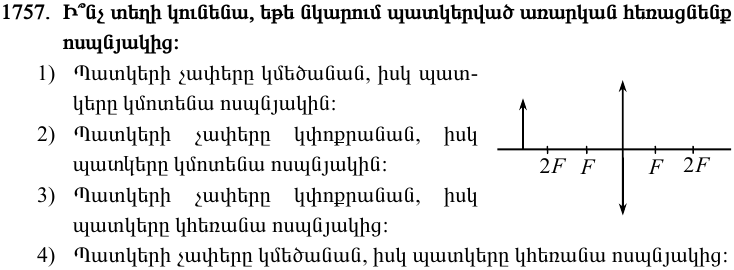 1757. Ի՞նչ տեղի կունենա, եթե նկարում պատկերված առարկան հեռացնենք
ոսպնյակից:
1) Պատկերի չափերը կմեծանան, իսկ պատ-
կերը կմոտենա ոսպնյակին:
2) Պատկերի չափերը կփոքրանան, իսկ
պատկերը կմոտենա ոսպնյակին:
3) Պատկերի չափերը կփոքրանան, իսկ
պատկերը կհեռանա ոսպնյակից:
4) Պատկերի չափերը կմեծանան, իսկ պատկերը կհեռանա ոսպնյակից:
2F F F 2F